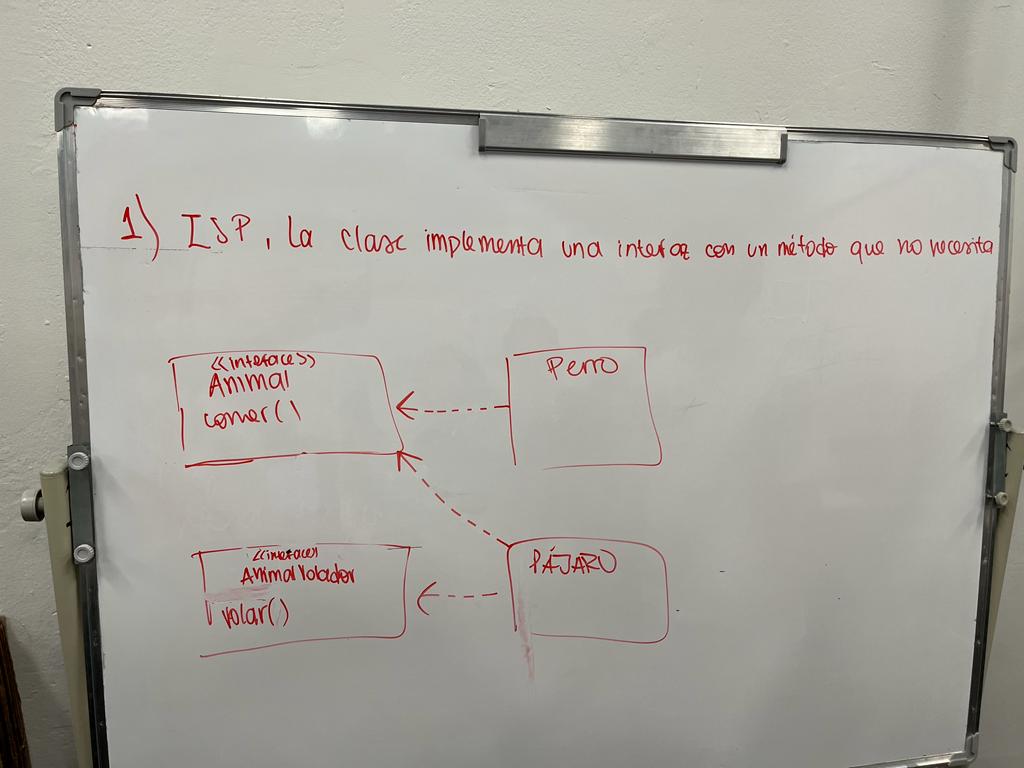 1) ISP, La clase implementa una interfaz con un método que no necesita
<<interface>>
Animal
comer()
Perro
<<interface>>
AnimalVolador
volar()
PÁJARO